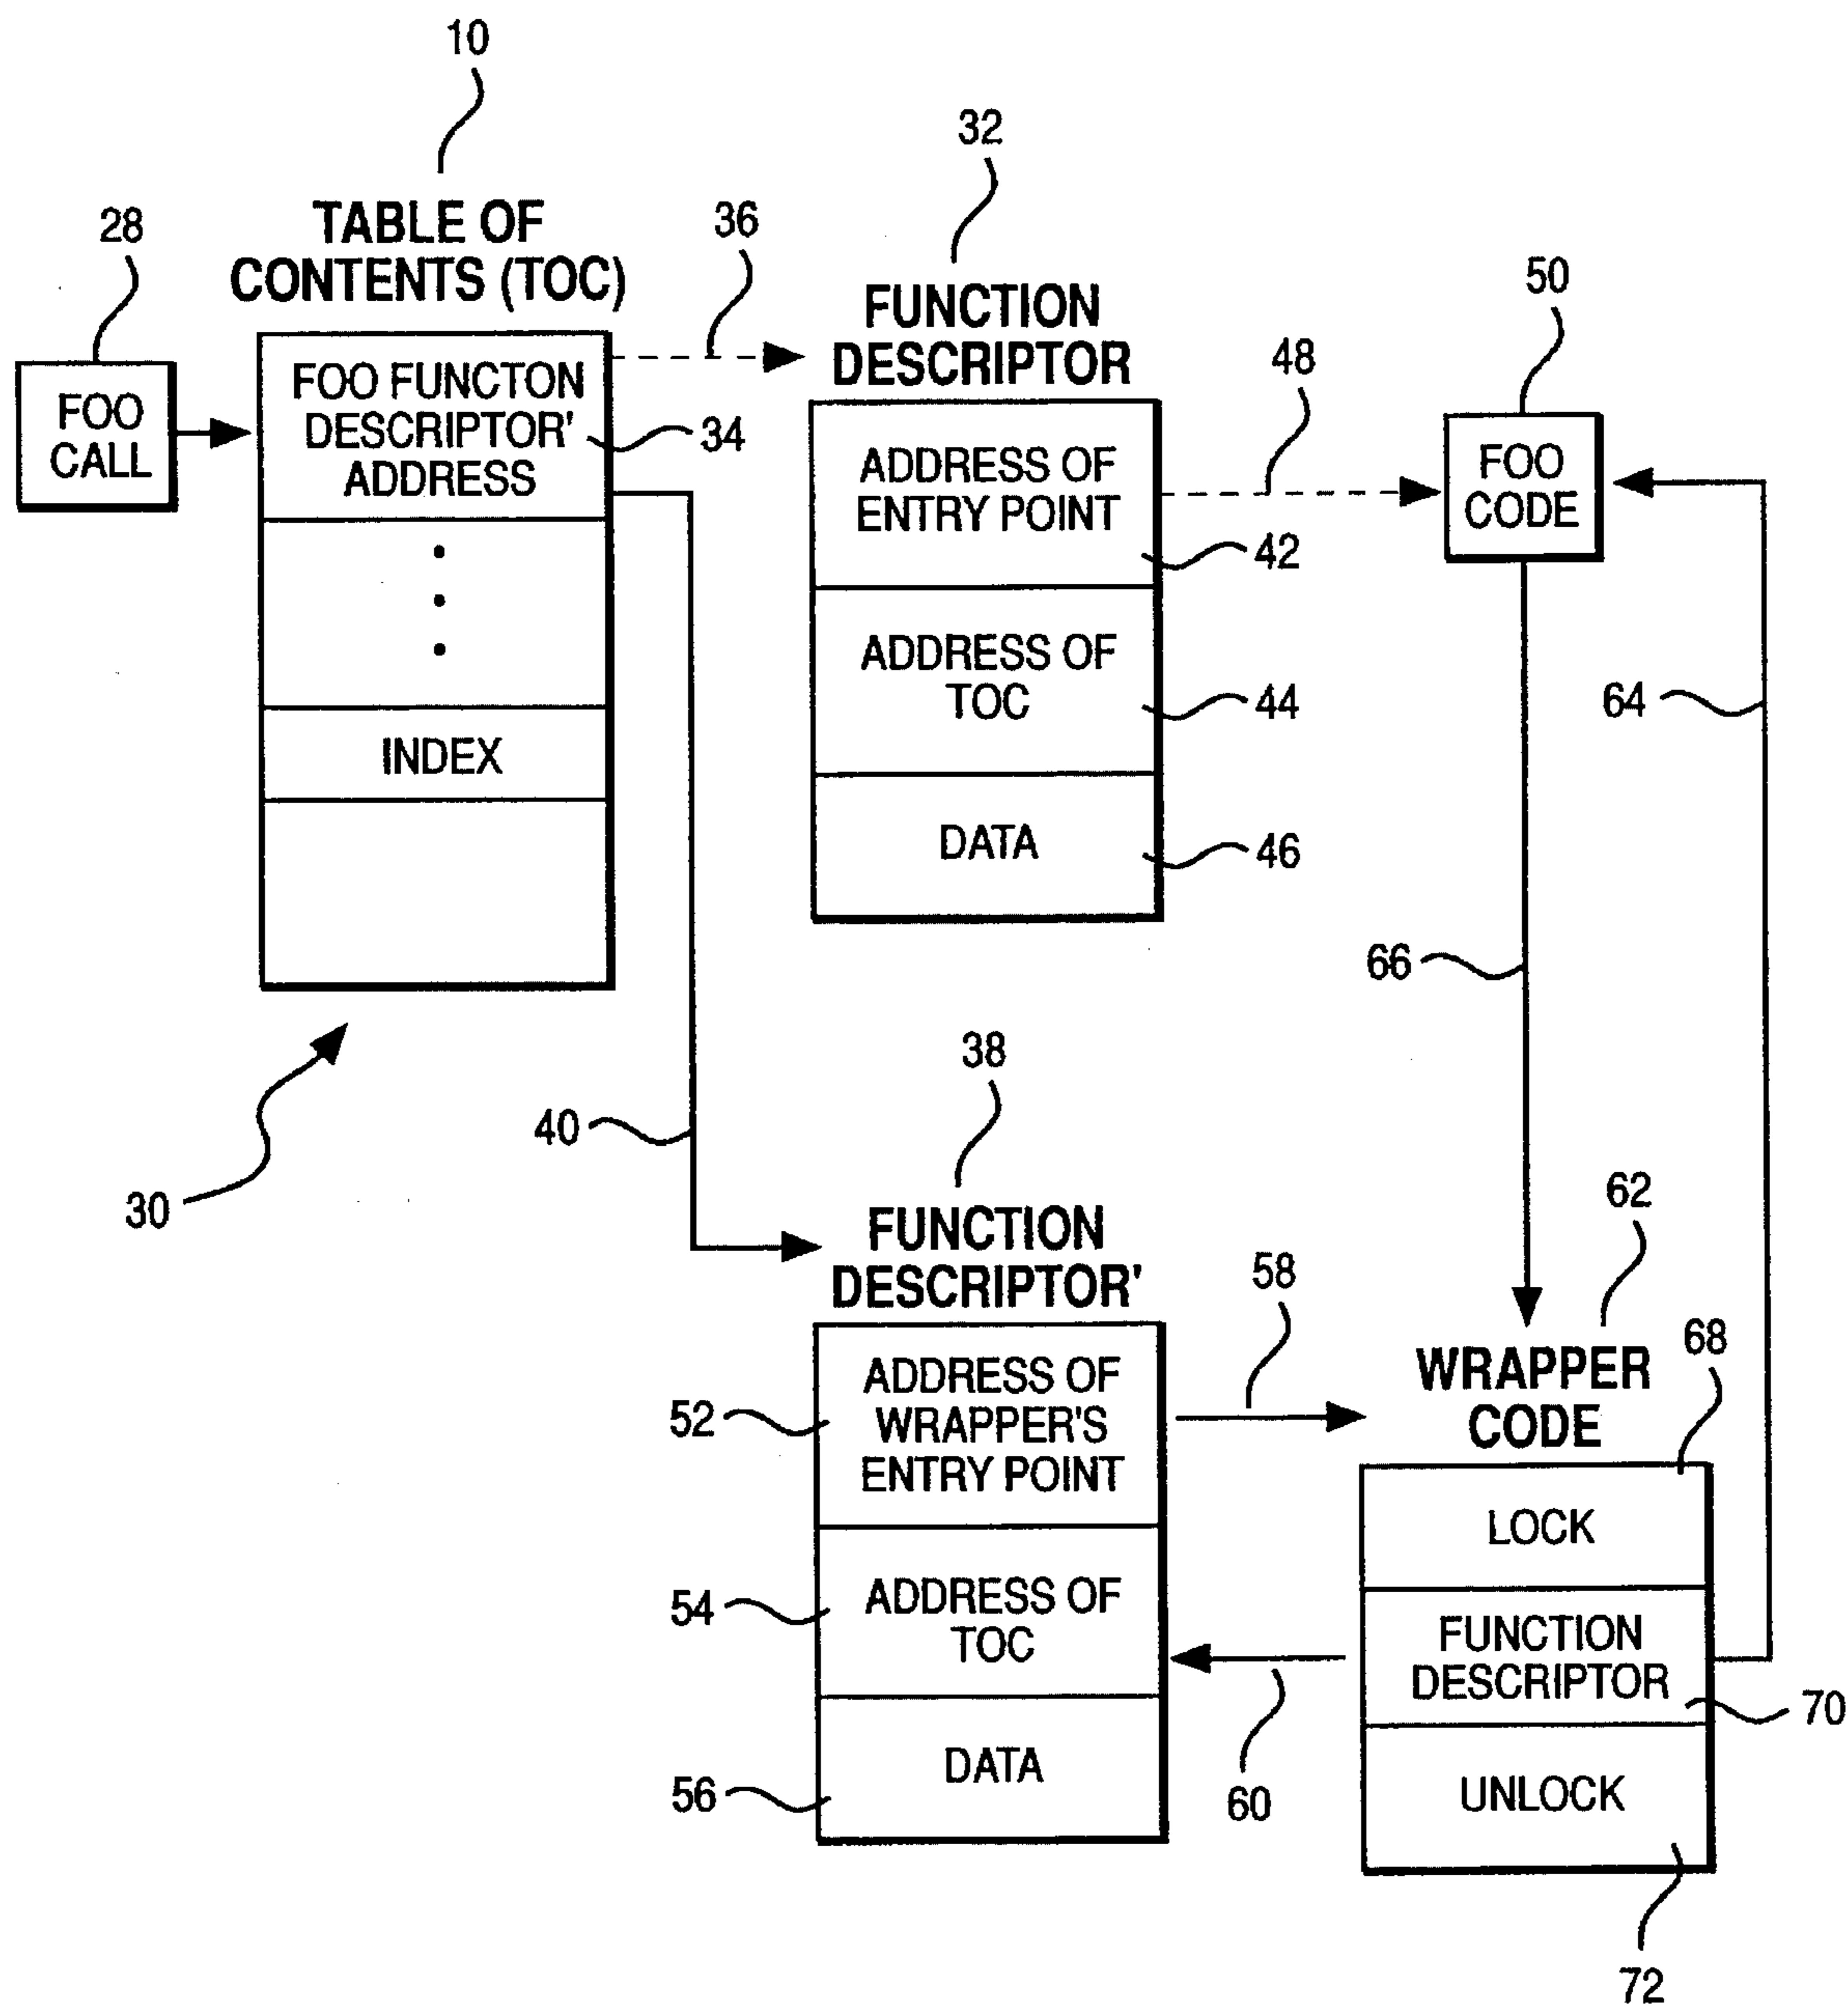 10
32
TABLE OF
CONTENTS (TOC)
28
36
FUNCTION
DESCRIPTOR
50
FOO
CALL
FOO FUNCTON
DESCRIPTOR'
ADDRESS
34
48
ADDRESS OF
ENTRY POINT
42
FOO
CODE
ADDRESS OF
TOC
44
64
INDEX
DATA
46
66
30
40
38
FUNCTION
DESCRIPTOR'
58
62
WRAPPER
CODE
68
52
ADDRESS OF
WRAPPER'S
ENTRY POINT
LOCK
54
ADDRESS OF
TOC
FUNCTION
DESCRIPTOR
70
56
DATA
60
UNLOCK
72